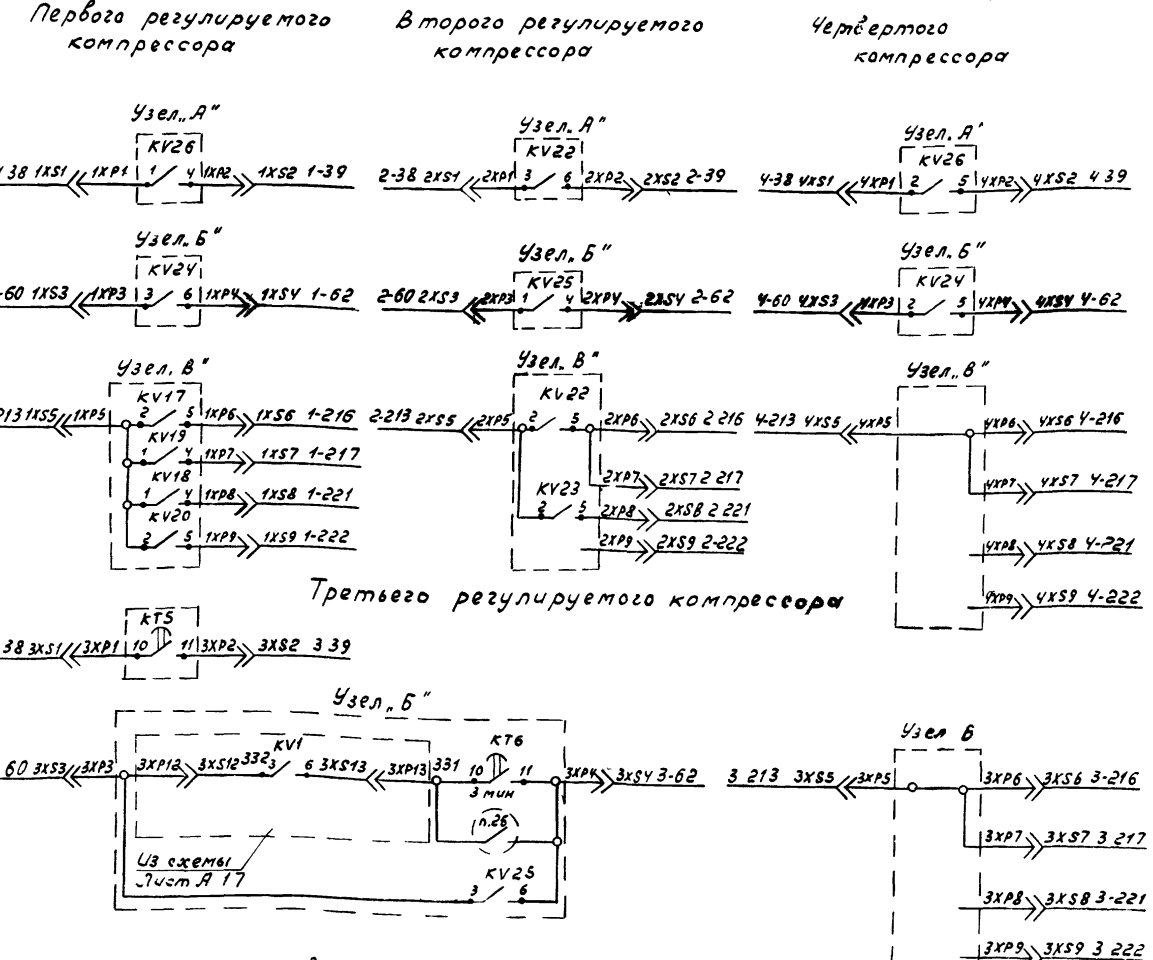 Первого регулируемого
компрессора
Второго регулируемого
компрессора
Четвертого
компрессора
Узел „А"
KV26
38 1XS1 1XP1 1 4 1XP2 1XS2 1-39
Узел „А"
KV22
2-38 2XS1 2XP1 3 6 2XP2 2XS2 2-39
Узел „А"
KV26
4-38 4XS1 4XP1 2 5 4XP2 4XS2 4 39
Узел „Б"
KV24
-60 1XS3 1XP3 3 6 1XP4 1XS4 1-62
Узел „Б"
KV25
2-60 2XS3 2XP3 1 4 2XP4 2XS4 2-62
Узел „Б"
KV24
4-60 4XS3 4XP3 2 5 4XP4 4XS4 4-62
Узел „В"
KV17
1XS5 1XP5 2 5 1XP6 1XS6 1-216
KV19
1 4 1XP7 1XS7 1-217
KV18
1 4 1XP8 1XS8 1-221
KV20
2 5 1XP9 1XS9 1-222
Узел „В"
KV22
2-213 2XS5 2XP5 2 5 2XP6 2XS6 2 216
2XP7 2XS7 2 217
KV23
2 5 2XP8 2XS8 2 221
2XP9 2XS9 2-222
Узел „В"
4-213 4XS5 4XP5 4XP6 4XS6 4-216
4XP7 4XS7 4-217
4XP8 4XS8 4-221
4XP9 4XS9 4-222
Третьего регулируемого компрессора
KT5
38 3XS1 3XP1 10 11 3XP2 3XS2 3 39
Узел „Б"
KV1
KT6
60 3XS3 3XP3 3XP12 3XS12 332 3 6 3XS13 3XP13 331 10 11 3XP4 3XS4 3-62
3 мин
п.26
Из схемы
Лист А 17
KV25
3 6
Узел Б
3 213 3XS5 3XP5 3XP6 3XS6 3-216
3XP7 3XS7 3 217
3XP8 3XS8 3-221
3XP9 3XS9 3 222